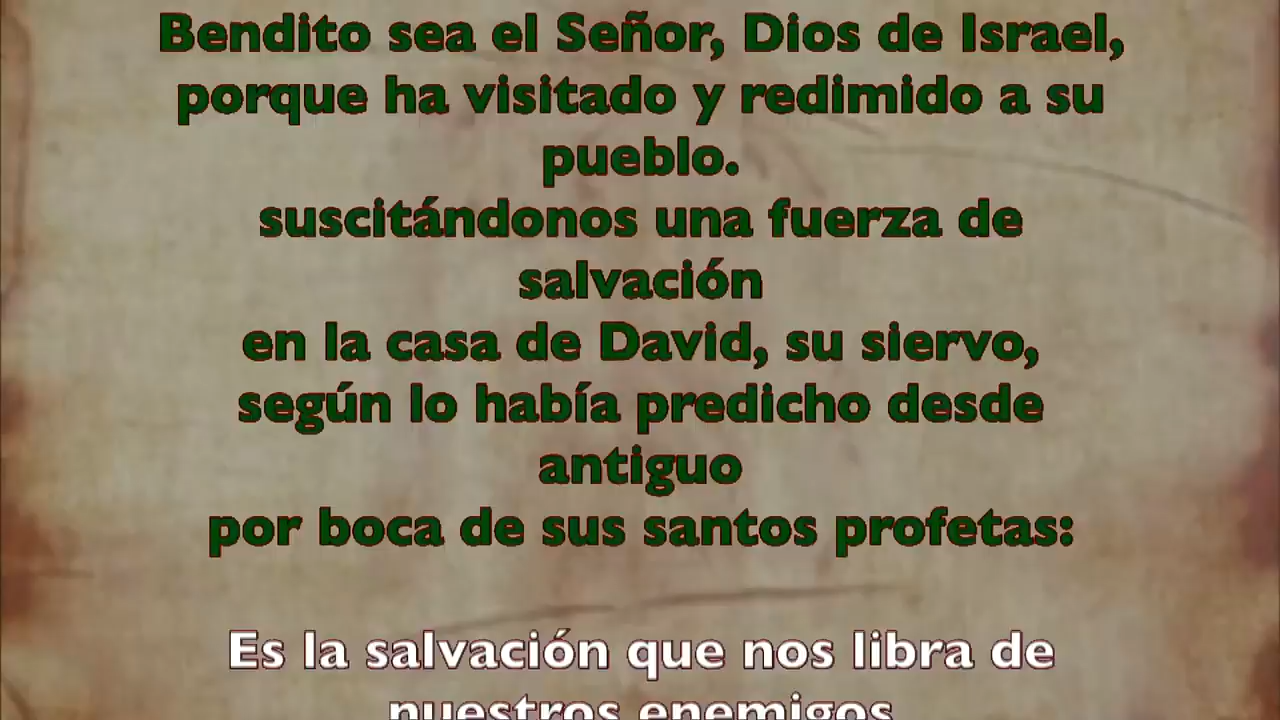 Bendito sea el Señor, Dios de Israel,
porque ha visitado y redimido a su
pueblo.
suscitándonos una fuerza de
salvación
en la casa de David, su siervo,
según lo había predicho desde
antiguo
por boca de sus santos profetas:
Es la salvación que nos libra de
nuestros enemigos